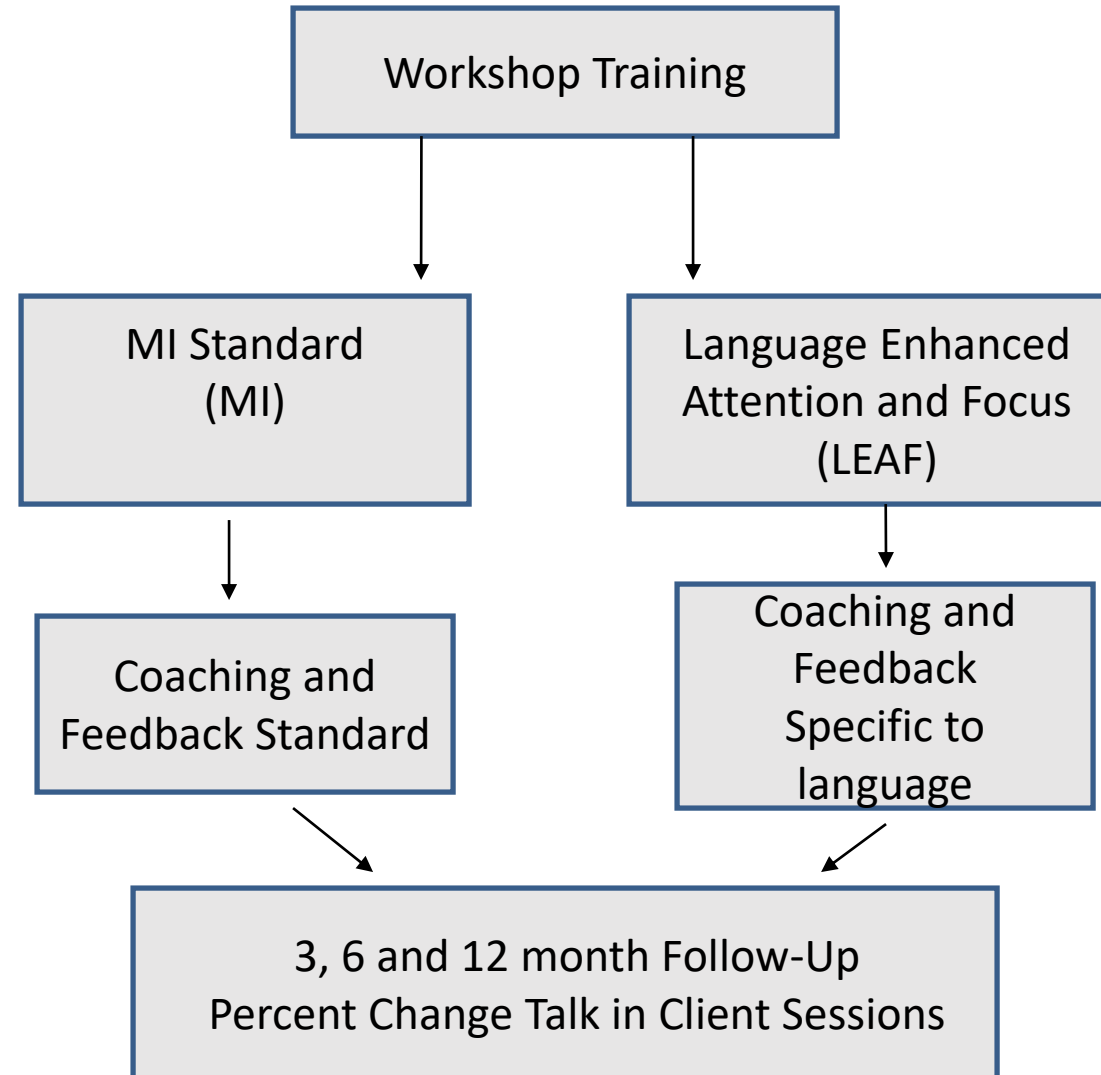 Workshop Training
MI Standard
(MI)
Language Enhanced
Attention and Focus
(LEAF)
Coaching and
Feedback Standard
Coaching and
Feedback
Specific to
language
3, 6 and 12 month Follow-Up
Percent Change Talk in Client Sessions